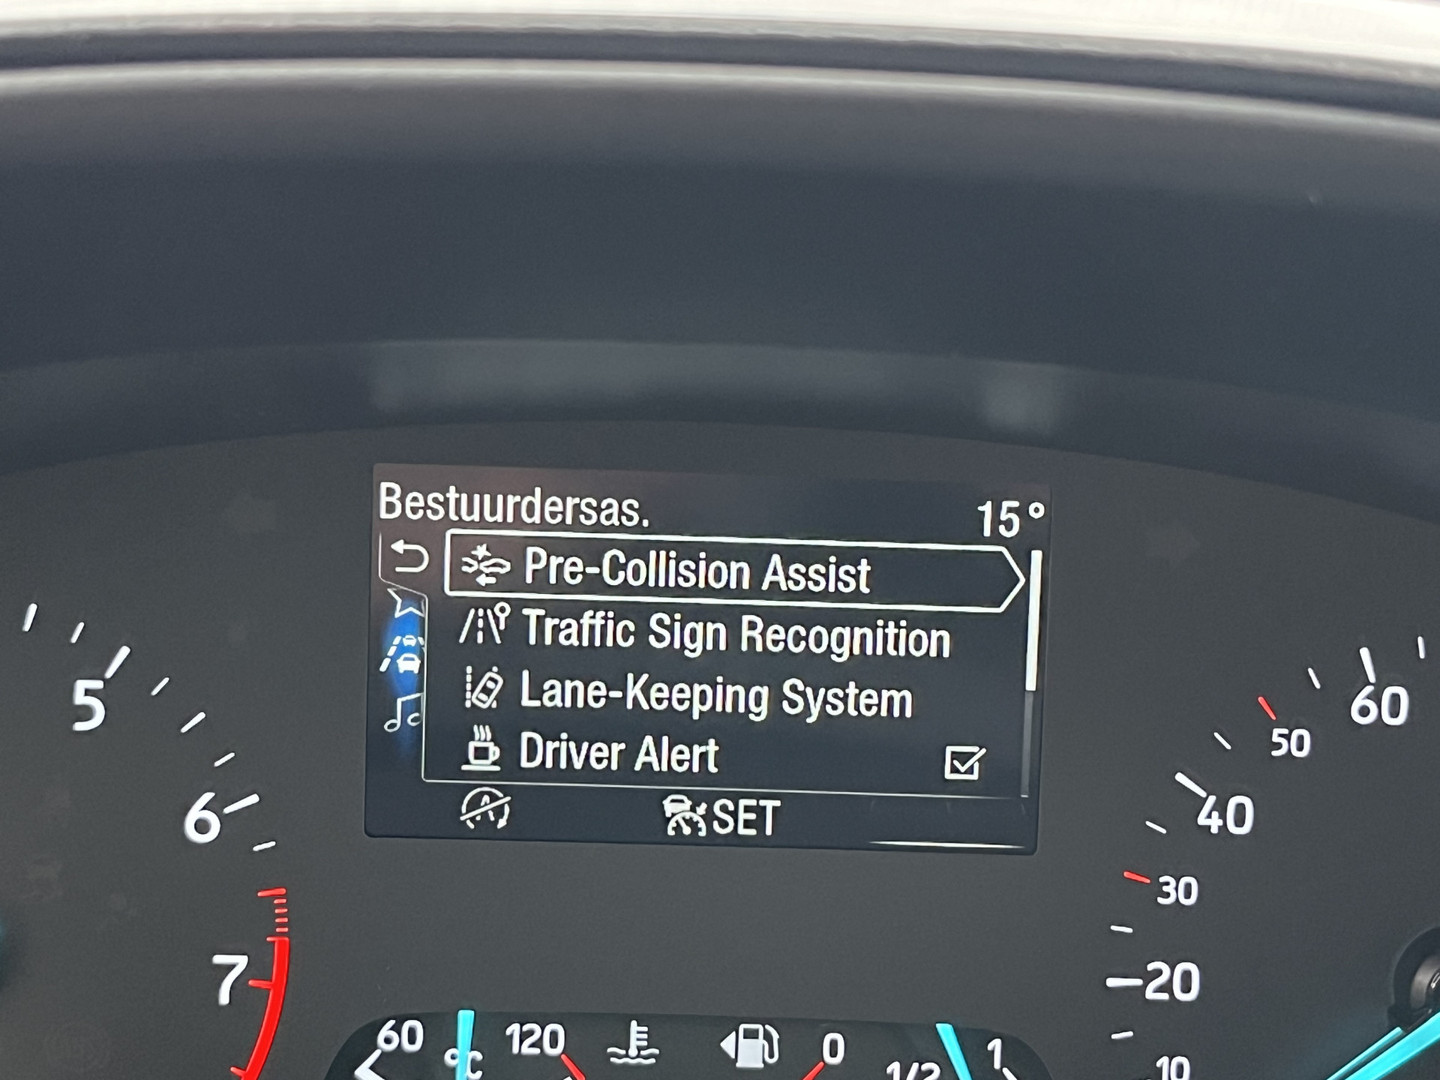 Bestuurdersas. 15°
Pre-Collision Assist
Traffic Sign Recognition
Lane-Keeping System
Driver Alert
A SET
5
6
7
60
50
40
30
20
10
60 °C 120
0 1/2 1